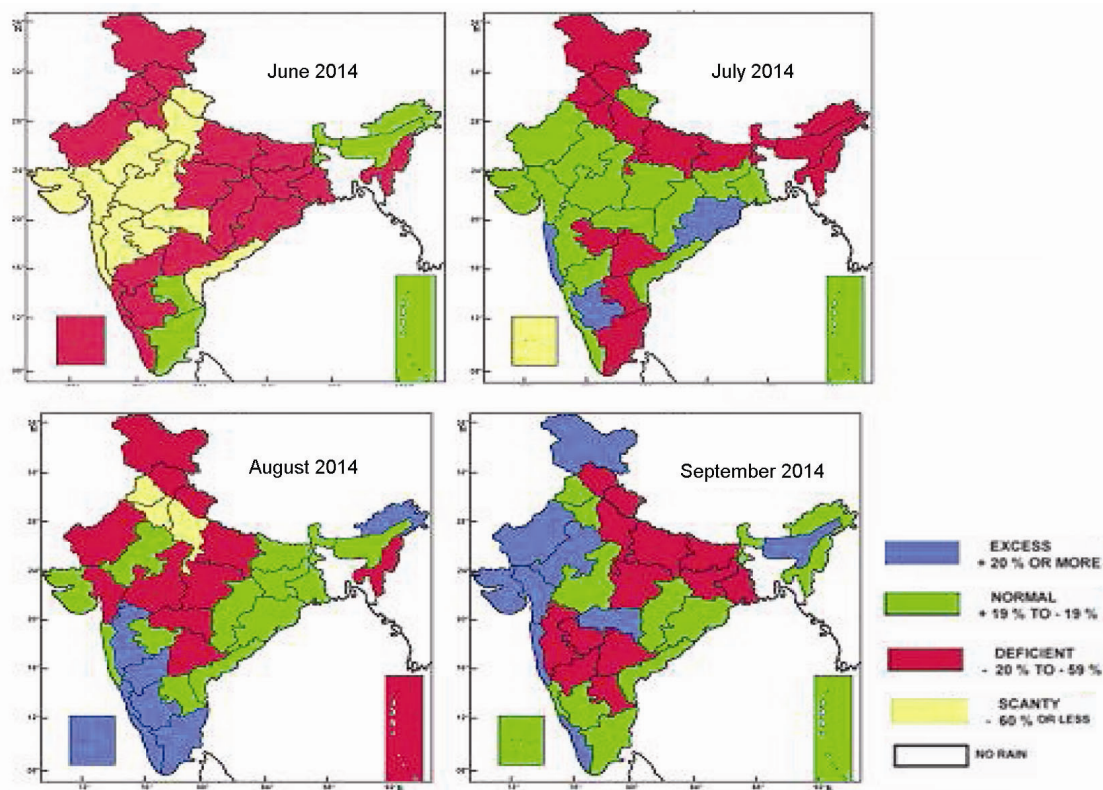 June 2014
July 2014
August 2014
September 2014
EXCESS
+ 20 % OR MORE
NORMAL
+ 19 % TO - 19 %
DEFICIENT
- 20 % TO - 59 %
SCANTY
- 60 % OR LESS
NO RAIN